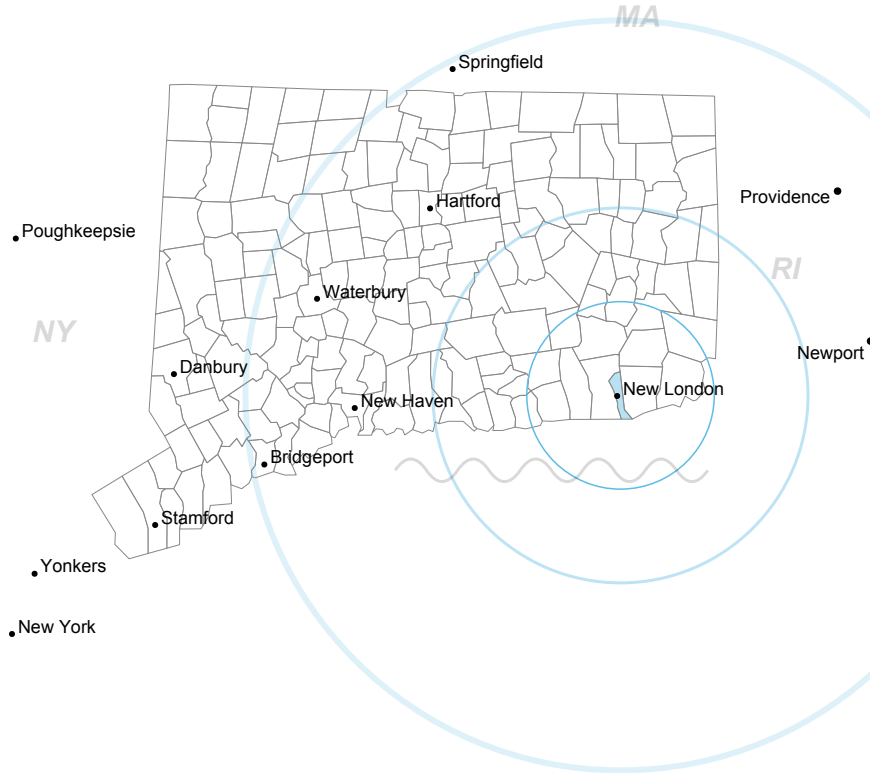 MA
Springfield
Providence
Hartford
Poughkeepsie
RI
Waterbury
NY
Newport
Danbury
New London
New Haven
Bridgeport
Stamford
Yonkers
New York